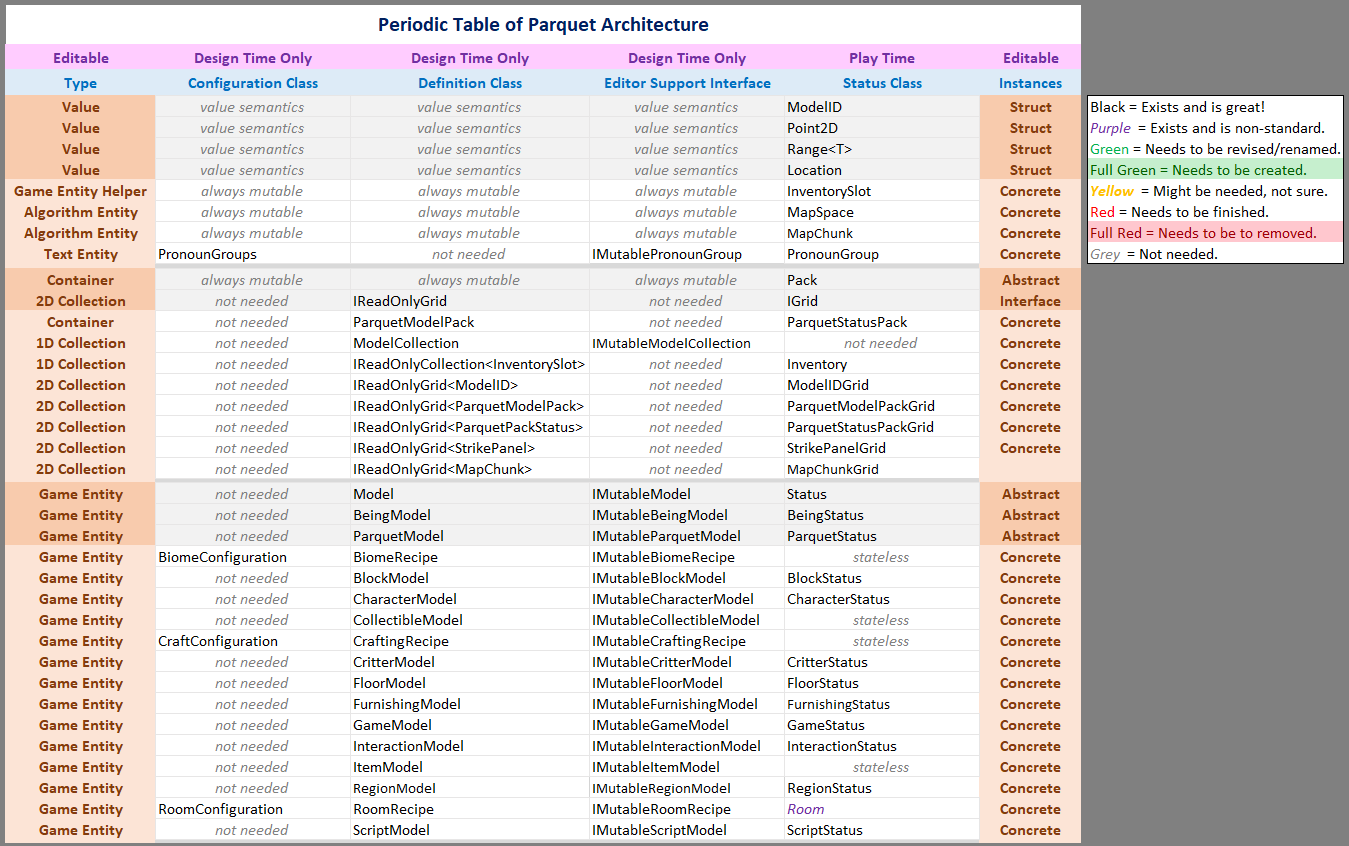 Periodic Table of Parquet Architecture
Editable Design Time Only Design Time Only Design Time Only Play Time Editable
Type Configuration Class Definition Class Editor Support Interface Status Class Instances
Value value semantics value semantics value semantics ModelID Struct
Value value semantics value semantics value semantics Point2D Struct
Value value semantics value semantics value semantics Range<T> Struct
Value value semantics value semantics value semantics Location Struct
Game Entity Helper always mutable always mutable always mutable InventorySlot Concrete
Algorithm Entity always mutable always mutable always mutable MapSpace Concrete
Algorithm Entity always mutable always mutable always mutable MapChunk Concrete
Text Entity PronounGroups not needed IMutablePronounGroup PronounGroup Concrete
Container always mutable always mutable always mutable Pack Abstract
2D Collection not needed IReadOnlyGrid not needed IGrid Interface
Container not needed ParquetModelPack not needed ParquetStatusPack Concrete
1D Collection not needed ModelCollection IMutableModelCollection not needed Concrete
1D Collection not needed IReadOnlyCollection<InventorySlot> not needed Inventory Concrete
2D Collection not needed IReadOnlyGrid<ModelID> not needed ModelIDGrid Concrete
2D Collection not needed IReadOnlyGrid<ParquetModelPack> not needed ParquetModelPackGrid Concrete
2D Collection not needed IReadOnlyGrid<ParquetPackStatus> not needed ParquetStatusPackGrid Concrete
2D Collection not needed IReadOnlyGrid<StrikePanel> not needed StrikePanelGrid Concrete
2D Collection not needed IReadOnlyGrid<MapChunk> not needed MapChunkGrid
Game Entity not needed Model IMutableModel Status Abstract
Game Entity not needed BeingModel IMutableBeingModel BeingStatus Abstract
Game Entity not needed ParquetModel IMutableParquetModel ParquetStatus Abstract
Game Entity BiomeConfiguration BiomeRecipe IMutableBiomeRecipe stateless Concrete
Game Entity not needed BlockModel IMutableBlockModel BlockStatus Concrete
Game Entity not needed CharacterModel IMutableCharacterModel CharacterStatus Concrete
Game Entity not needed CollectibleModel IMutableCollectibleModel stateless Concrete
Game Entity CraftConfiguration CraftingRecipe IMutableCraftingRecipe stateless Concrete
Game Entity not needed CritterModel IMutableCritterModel CritterStatus Concrete
Game Entity not needed FloorModel IMutableFloorModel FloorStatus Concrete
Game Entity not needed FurnishingModel IMutableFurnishingModel FurnishingStatus Concrete
Game Entity not needed GameModel IMutableGameModel GameStatus Concrete
Game Entity not needed InteractionModel IMutableInteractionModel InteractionStatus Concrete
Game Entity not needed ItemModel IMutableItemModel stateless Concrete
Game Entity not needed RegionModel IMutableRegionModel RegionStatus Concrete
Game Entity RoomConfiguration RoomRecipe IMutableRoomRecipe Room Concrete
Game Entity not needed ScriptModel IMutableScriptModel ScriptStatus Concrete
Black = Exists and is great!
Purple = Exists and is non-standard.
Green = Needs to be revised/renamed.
Full Green = Needs to be created.
Yellow = Might be needed, not sure.
Red = Needs to be finished.
Full Red = Needs to be to removed.
Grey = Not needed.